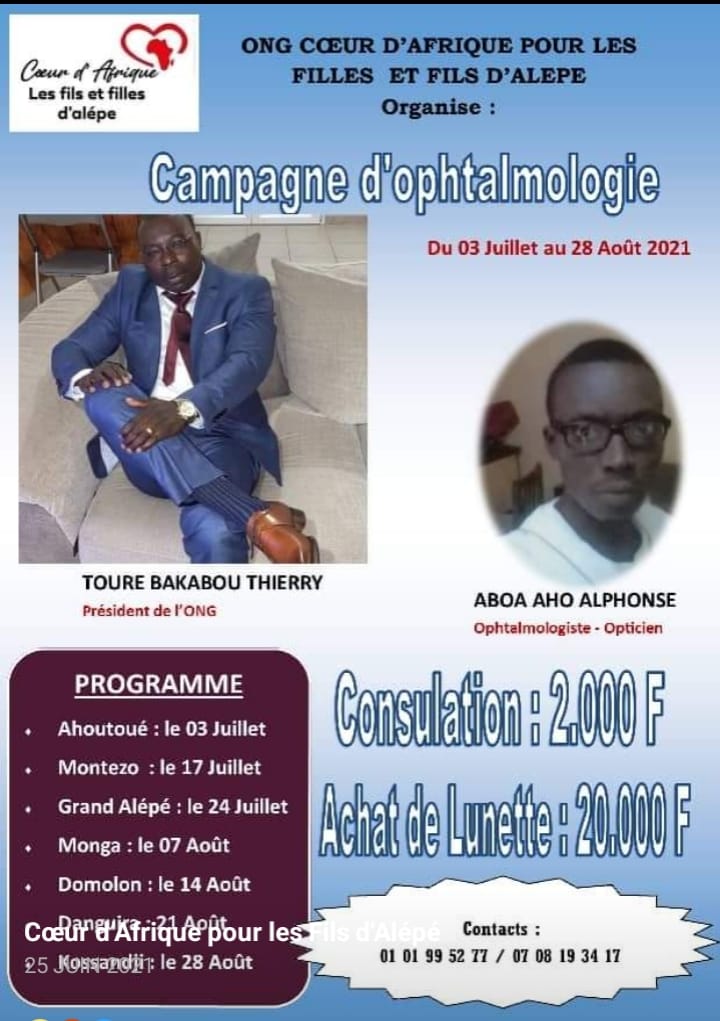 Cœur d' Afrique
Les fils et filles
d'alépe
ONG CŒUR D'AFRIQUE POUR LES
FILLES ET FILS D'ALEPE
Organise :
Campagne d'ophtalmologie
Du 03 Juillet au 28 Août 2021
TOURE BAKABOU THIERRY
Président de l'ONG
ABOA AHO ALPHONSE
Ophtalmologiste - Opticien
PROGRAMME
Ahoutoué : le 03 Juillet
Montezo : le 17 Juillet
Grand Alépé : le 24 Juillet
Monga : le 07 Août
Domolon : le 14 Août
Danguira : 21 Août
Kossandji : le 28 Août
Consulation : 2.000 F
Achat de Lunette : 20.000 F
Contacts :
01 01 99 52 77 / 07 08 19 34 17
Cœur d'Afrique pour les Fils d'Alépé
25 JUIN 2021